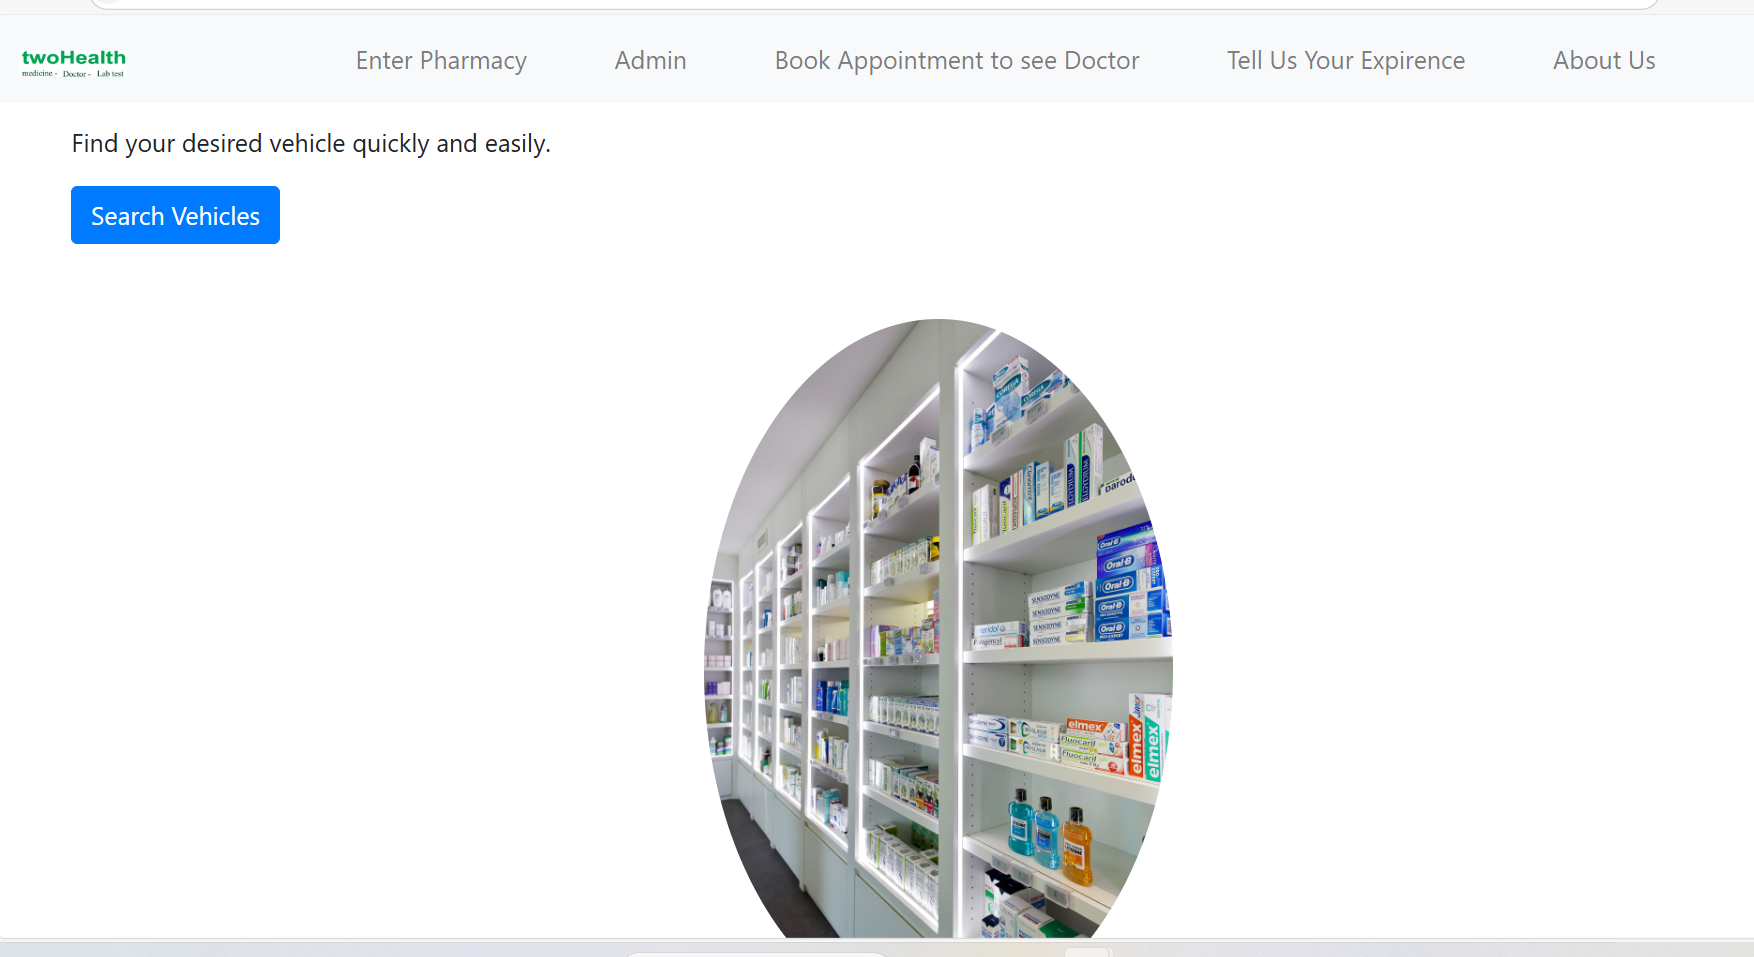 twoHealth
medicine - Doctor - Lab test
Enter Pharmacy
Admin
Book Appointment to see Doctor
Tell Us Your Expirence
About Us
Find your desired vehicle quickly and easily.
Search Vehicles
COREGA
parodo
Oral-B
Oral-B
Oral-B
Oral-B
Oral-B
SENSODYNE
SENSODYNE
SENSODYNE
SENSODYNE
elmex
Fluocaril
Fluocaril
elmex
elmex